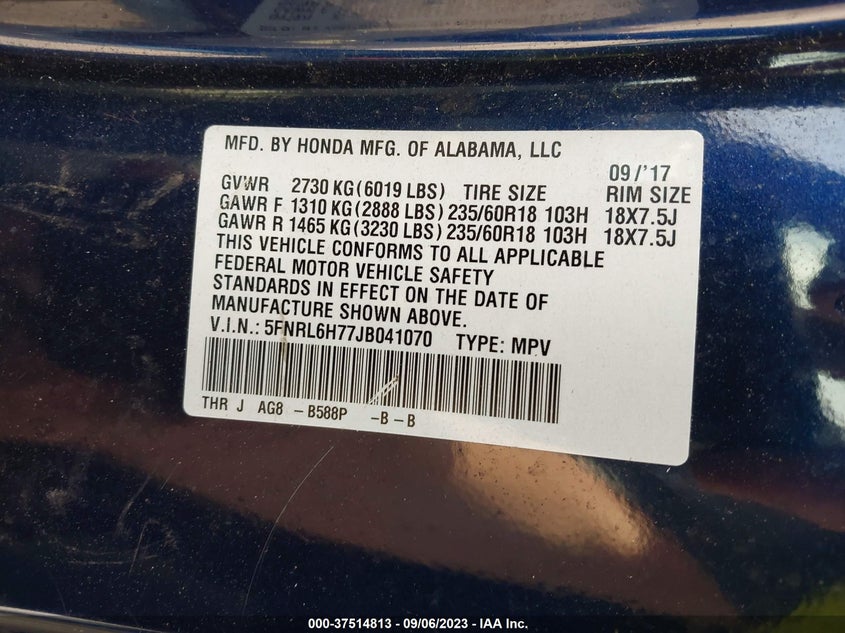 MFD. BY HONDA MFG. OF ALABAMA, LLC
09/'17
GVWR 2730 KG(6019 LBS) TIRE SIZE RIM SIZE
GAWR F 1310 KG(2888 LBS) 235/60R18 103H 18X7.5J
GAWR R 1465 KG(3230 LBS) 235/60R18 103H 18X7.5J
THIS VEHICLE CONFORMS TO ALL APPLICABLE
FEDERAL MOTOR VEHICLE SAFETY
STANDARDS IN EFFECT ON THE DATE OF
MANUFACTURE SHOWN ABOVE.
V.I.N.: 5FNRL6H77JB041070 TYPE: MPV
THR J AG8 - B588P - B - B
000-37514813 - 09/06/2023 - IAA Inc.